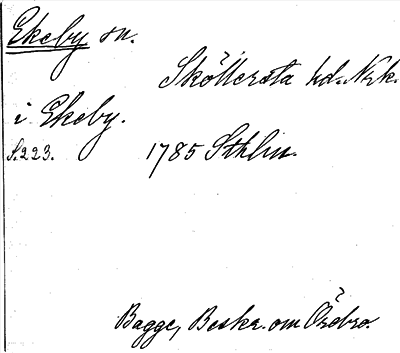 Ekeby sn.
Sköllersta hd. Nrk.
i Ekeby.
S. 223. 1785 Sthlm.
Bagge, Beskr. om Örebro.